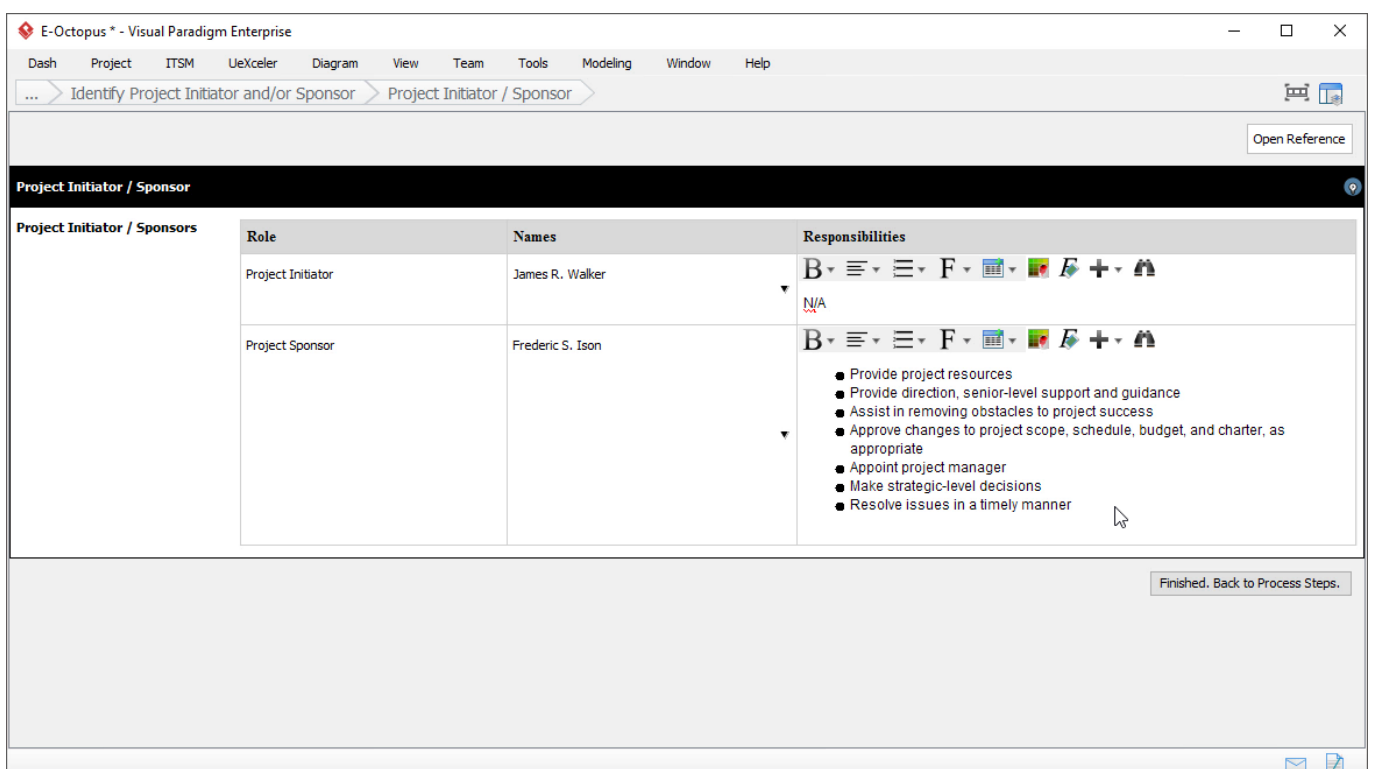 E-Octopus * - Visual Paradigm Enterprise
Dash Project ITSM UeXceler Diagram View Team Tools Modeling Window Help
... Identify Project Initiator and/or Sponsor Project Initiator / Sponsor
Open Reference
Project Initiator / Sponsor
Project Initiator / Sponsors
Role Names Responsibilities
Project Initiator James R. Walker
B F F
N/A
Project Sponsor Frederic S. Ison
B F F
Provide project resources
Provide direction, senior-level support and guidance
Assist in removing obstacles to project success
Approve changes to project scope, schedule, budget, and charter, as
appropriate
Appoint project manager
Make strategic-level decisions
Resolve issues in a timely manner
Finished. Back to Process Steps.